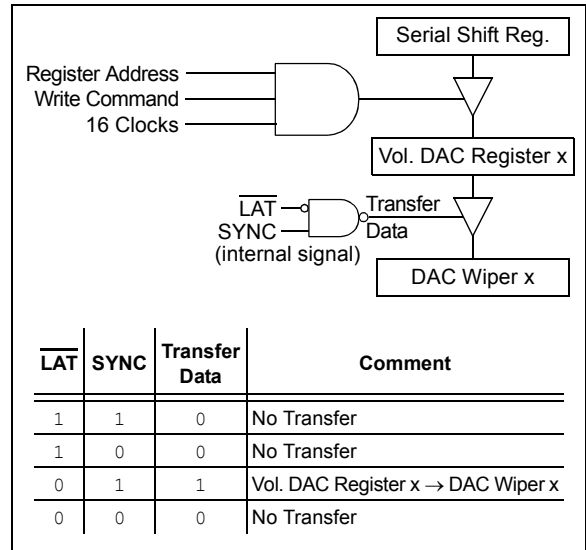 Serial Shift Reg.
Register Address
Write Command
16 Clocks
Vol. DAC Register x
LAT
SYNC
(internal signal)
Transfer
Data
DAC Wiper x
LAT SYNC Transfer Data Comment
1 1 0 No Transfer
1 0 0 No Transfer
0 1 1 Vol. DAC Register x → DAC Wiper x
0 0 0 No Transfer